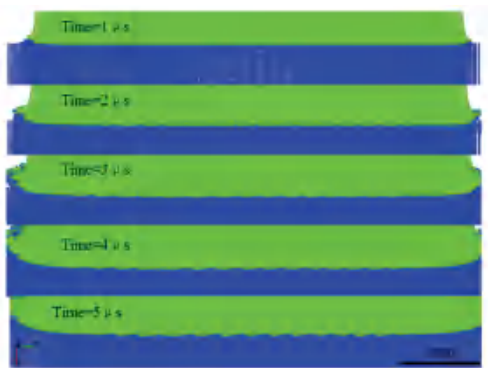 Time=1 μ s
Time=2 μ s
Time=3 μ s
Time=4 μ s
Time=5 μ s